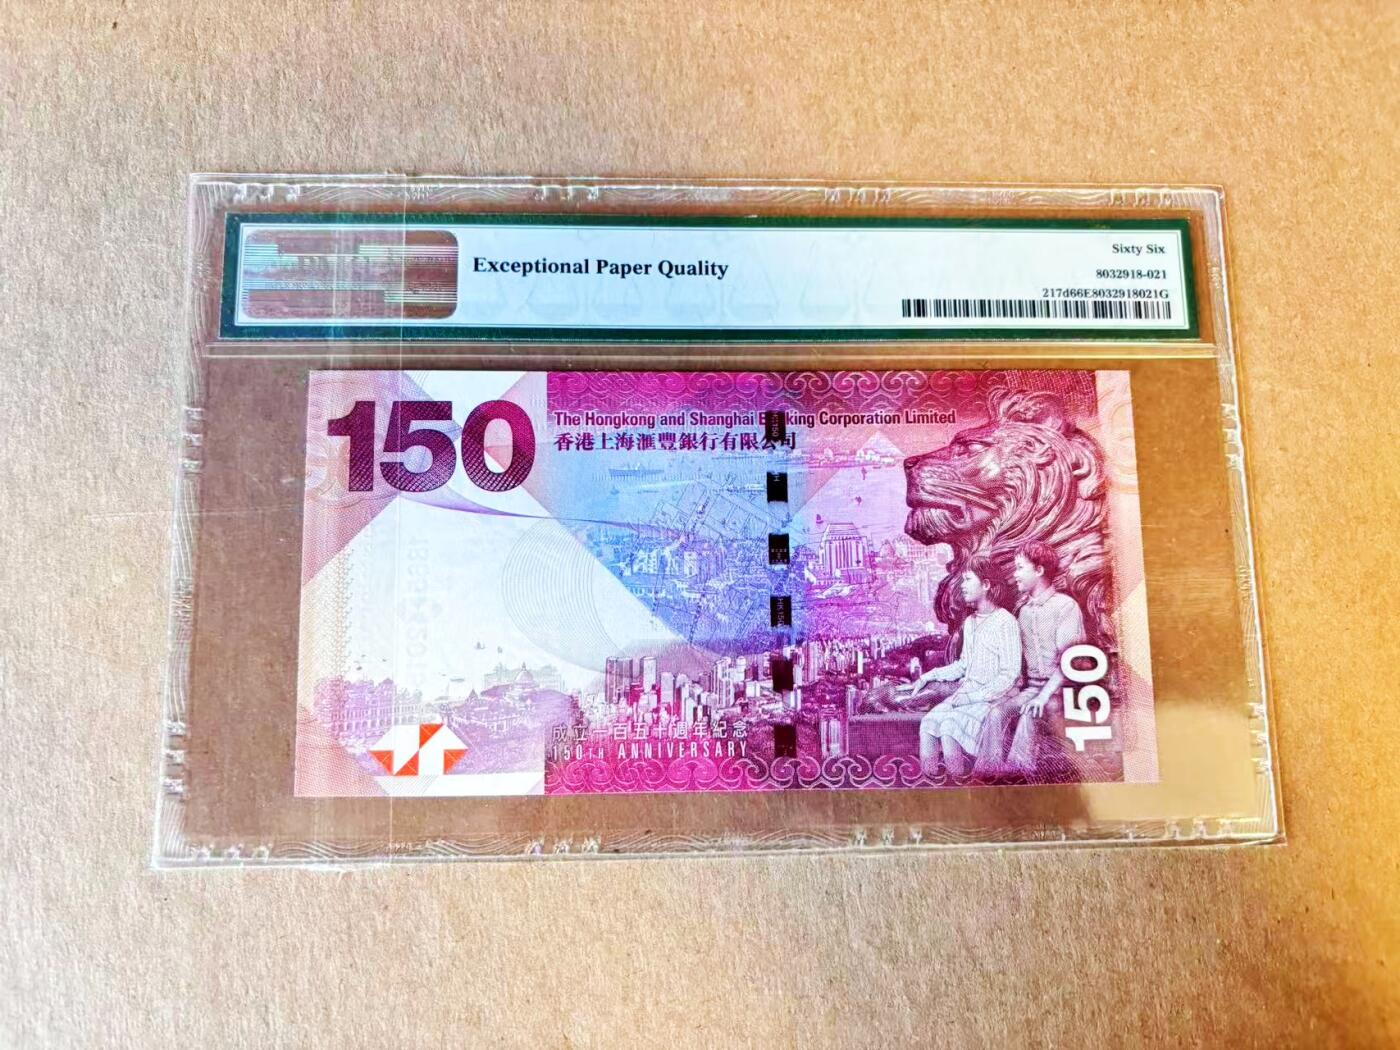 Exceptional Paper Quality
Sixty Six
8032918-021
217d66E8032918021G
150
The Hongkong and Shanghai Banking Corporation Limited
香港上海滙豐銀行有限公司
150
成立一百五十週年紀念
150TH ANNIVERSARY